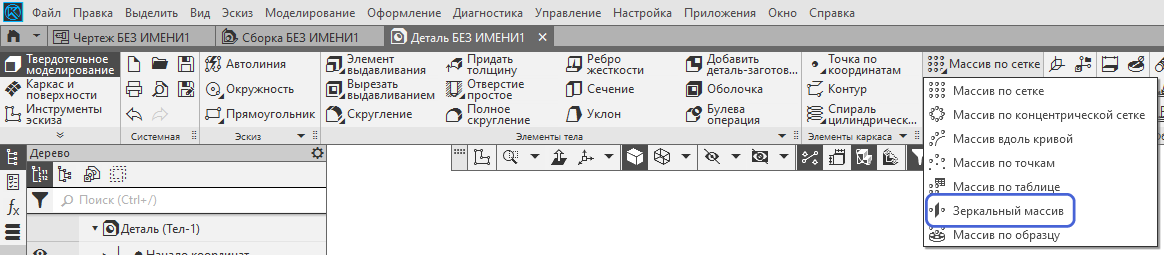 Файл Правка Выделить Вид Эскиз Моделирование Оформление Диагностика Управление Настройка Приложения Окно Справка
Чертеж БЕЗ ИМЕНИ1 Сборка БЕЗ ИМЕНИ1 Деталь БЕЗ ИМЕНИ1
Твердотельное моделирование
Каркас и поверхности
Инструменты эскиза
Системная
Автолиния
Окружность
Прямоугольник
Эскиз
Элемент выдавливания
Вырезать выдавливанием
Скругление
Придать толщину
Отверстие простое
Полное скругление
Ребро жесткости
Сечение
Уклон
Добавить деталь-заготов...
Оболочка
Булева операция
Элементы тела
Точка по координатам
Контур
Спираль цилиндрическ...
Элементы каркаса
Массив по сетке
Массив по сетке
Массив по концентрической сетке
Массив вдоль кривой
Массив по точкам
Массив по таблице
Зеркальный массив
Массив по образцу
Дерево
Поиск (Ctrl+/)
Деталь (Тел-1)
Начало координат